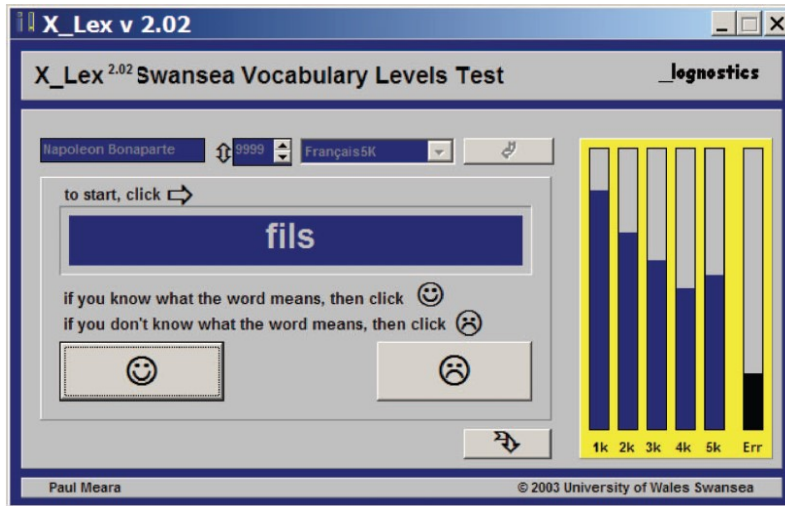 X_Lex v 2.02
X_Lex 2.02 Swansea Vocabulary Levels Test
_lognostics
Napoleon Bonaparte 9999 Français5K
to start, click
fils
if you know what the word means, then click
if you don't know what the word means, then click
1k 2k 3k 4k 5k Err
Paul Meara © 2003 University of Wales Swansea